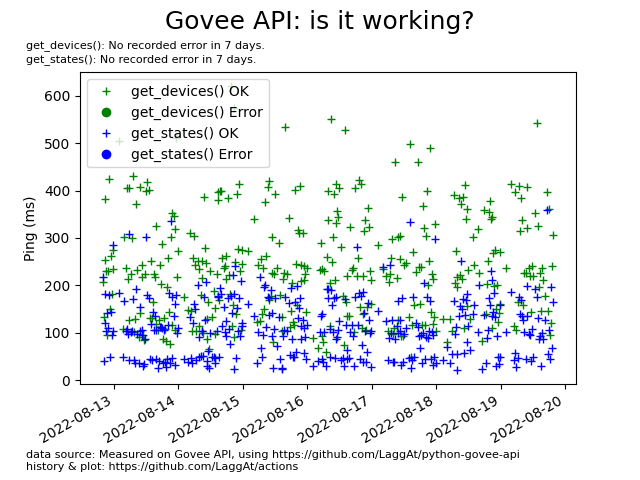 Govee API: is it working?
get_devices(): No recorded error in 7 days.
get_states(): No recorded error in 7 days.
get_devices() OK
get_devices() Error
get_states() OK
get_states() Error
Ping (ms)
600
500
400
300
200
100
0
2022-08-13
2022-08-14
2022-08-15
2022-08-16
2022-08-17
2022-08-18
2022-08-19
2022-08-20
data source: Measured on Govee API, using https://github.com/LaggAt/python-govee-api
history & plot: https://github.com/LaggAt/actions